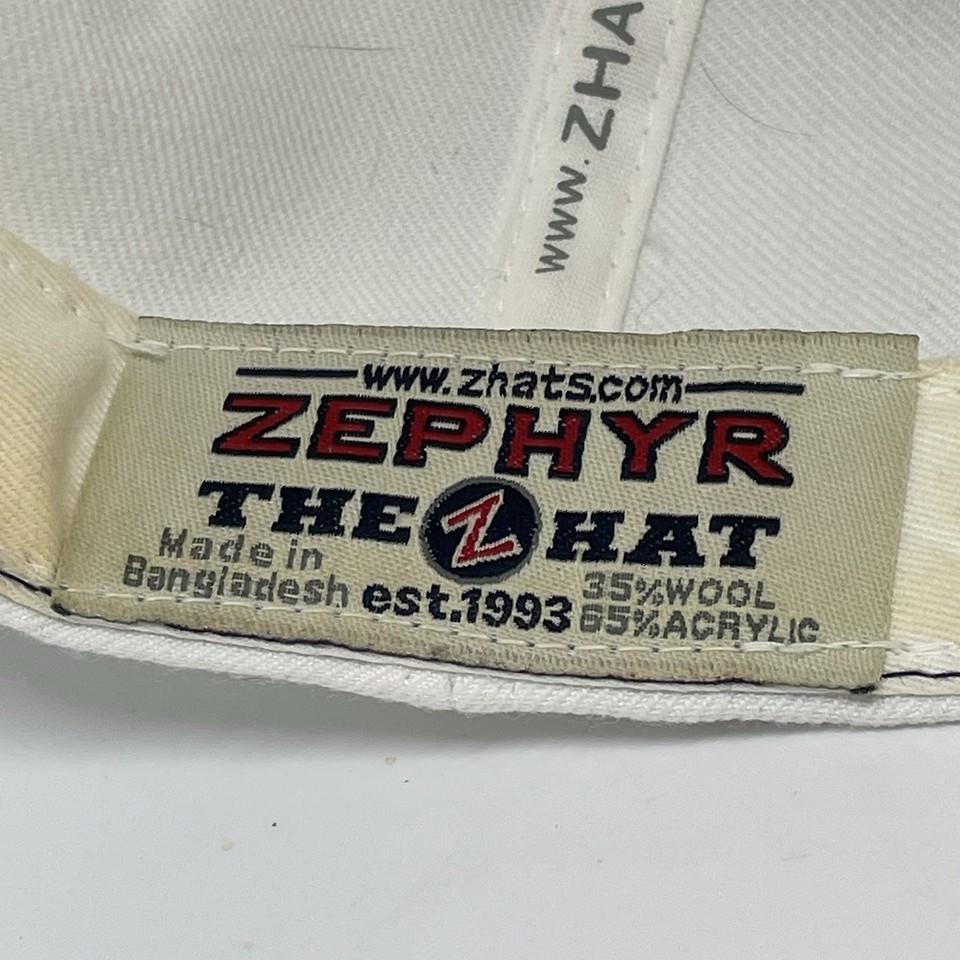 www.ZHA
www.zhats.com
ZEPHYR
THE Z HAT
Made in
Bangladesh
est.1993
35%WOOL
65%ACRYLIC